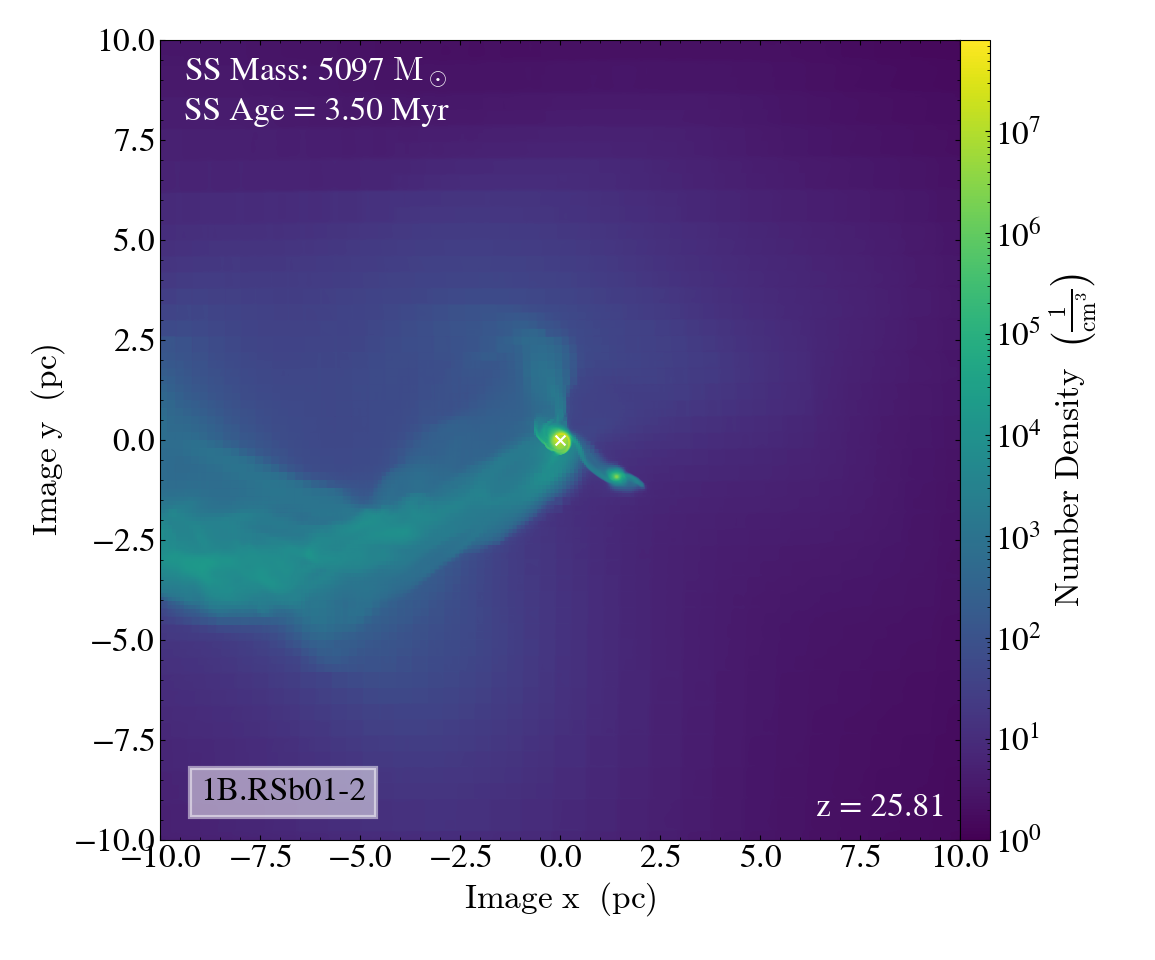 SS Mass: 5097 M⊙
SS Age = 3.50 Myr
1B.RSb01-2
z = 25.81
10.0
7.5
5.0
2.5
0.0
−2.5
−5.0
−7.5
−10.0
Image y (pc)
−10.0 −7.5 −5.0 −2.5 0.0 2.5 5.0 7.5 10.0
Image x (pc)
10⁷
10⁶
10⁵
10⁴
10³
10²
10¹
10⁰
Number Density (1/cm³)